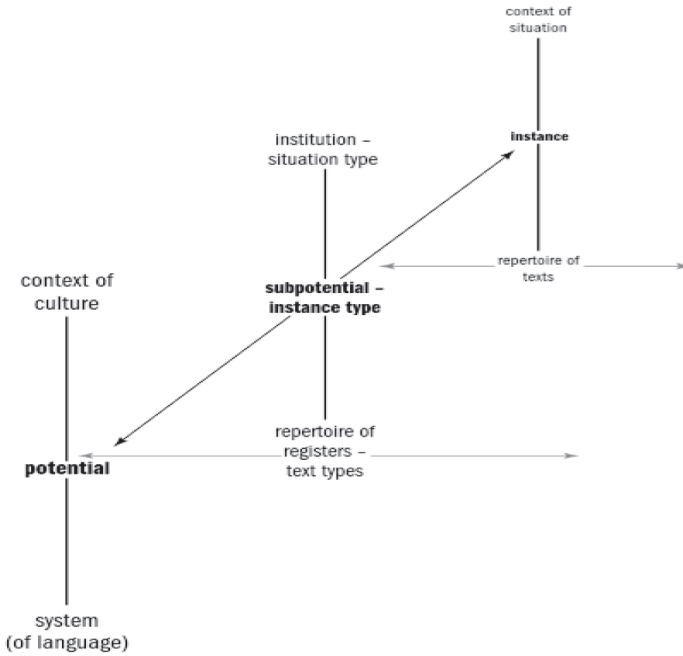 context of
situation
instance
institution –
situation type
repertoire of
texts
context of
culture
subpotential –
instance type
repertoire of
registers –
text types
potential
system
(of language)